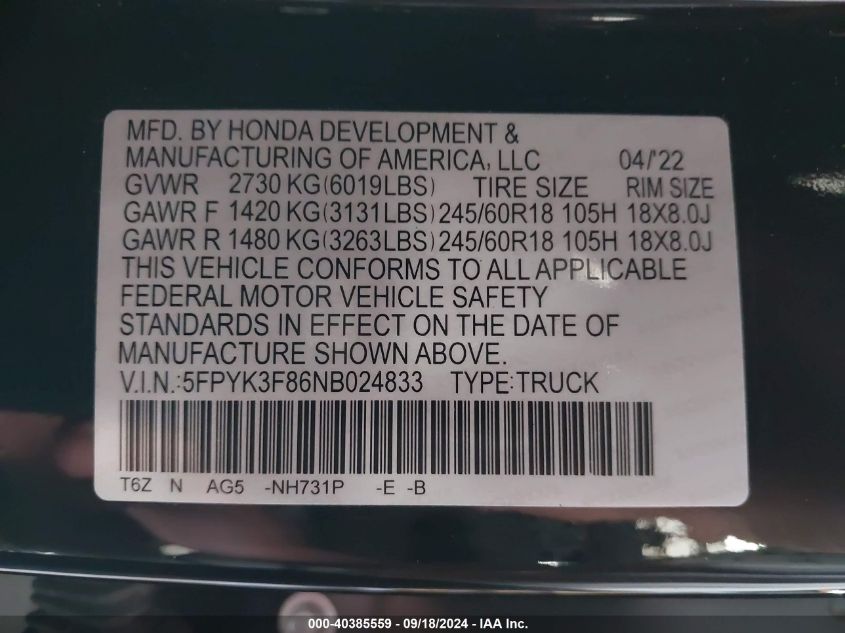 MFD. BY HONDA DEVELOPMENT &
MANUFACTURING OF AMERICA, LLC 04/'22
GVWR 2730 KG(6019LBS) TIRE SIZE RIM SIZE
GAWR F 1420 KG(3131LBS) 245/60R18 105H 18X8.0J
GAWR R 1480 KG(3263LBS) 245/60R18 105H 18X8.0J
THIS VEHICLE CONFORMS TO ALL APPLICABLE
FEDERAL MOTOR VEHICLE SAFETY
STANDARDS IN EFFECT ON THE DATE OF
MANUFACTURE SHOWN ABOVE.
V.I.N.:5FPYK3F86NB024833 TYPE:TRUCK
T6Z N AG5 -NH731P -E -B
000-40385559 - 09/18/2024 - IAA Inc.